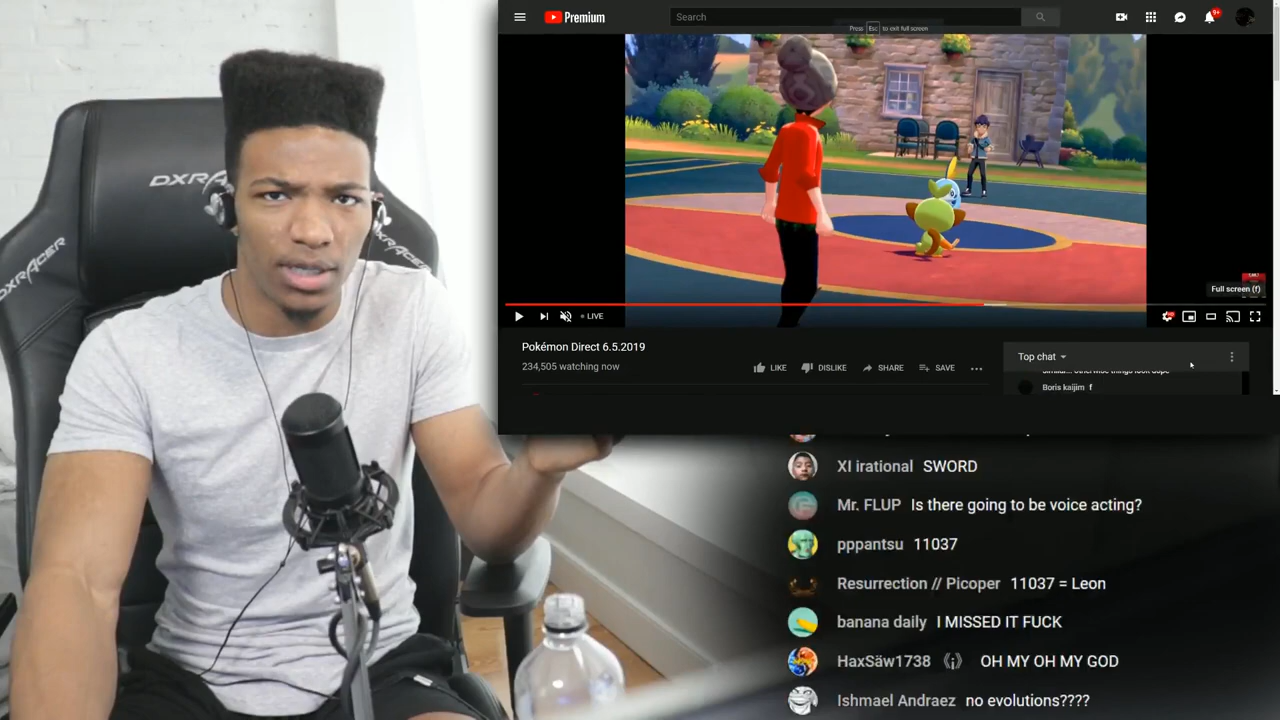 Premium
Search
9+
Press Esc to exit full screen
DXRACER
DXRACER
Full screen (f)
LIVE
Pokémon Direct 6.5.2019
234,505 watching now
LIKE
DISLIKE
SHARE
SAVE
Top chat
Boris kaijim f
XI irational SWORD
Mr. FLUP Is there going to be voice acting?
pppantsu 11037
Resurrection // Picoper 11037 = Leon
banana daily I MISSED IT FUCK
HaxSäw1738 OH MY OH MY GOD
Ishmael Andraez no evolutions????